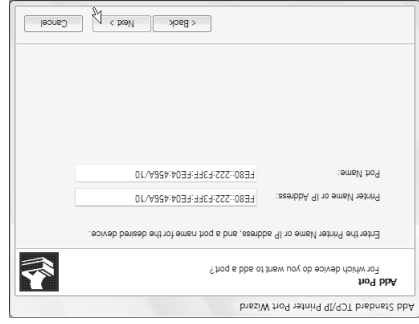 Add Standard TCP/IP Printer Port Wizard
Add Port
For which device do you want to add a port?
Enter the Printer Name or IP address, and a port name for the desired device.
Printer Name or IP Address: FE80::222:F3FF:FE04:456A/10
Port Name: FE80::222:F3FF:FE04:456A/10
< Back Next > Cancel